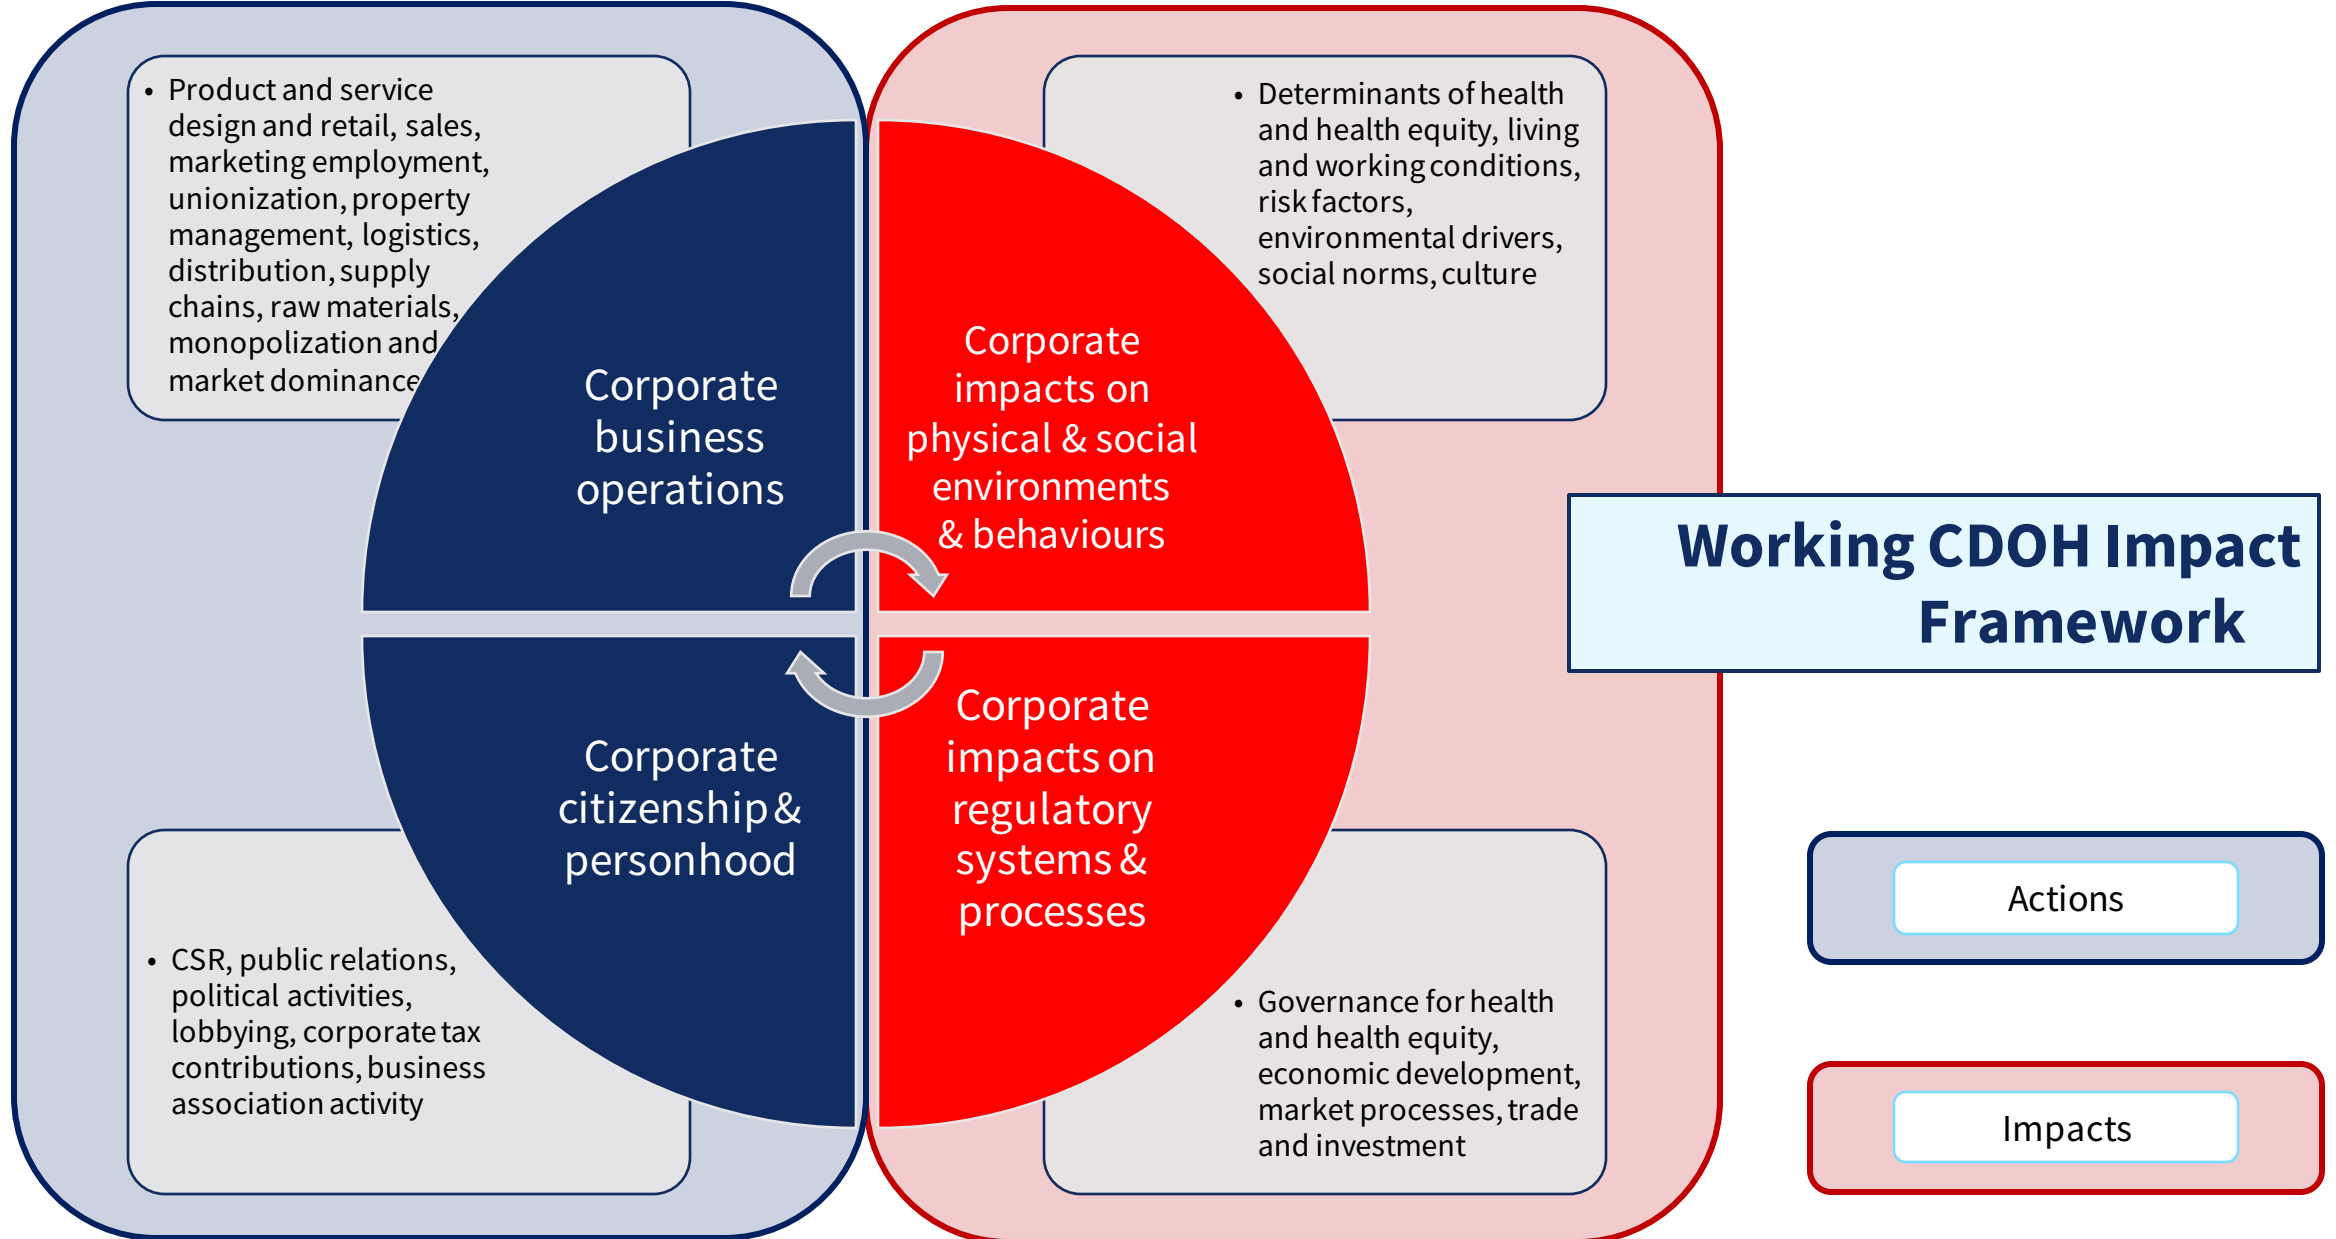 • Product and service
design and retail, sales,
marketing employment,
unionization, property
management, logistics,
distribution, supply
chains, raw materials,
monopolization and
market dominance
Corporate
business
operations
• Determinants of health
and health equity, living
and working conditions,
risk factors,
environmental drivers,
social norms, culture
Corporate
impacts on
physical & social
environments
& behaviours
Working CDOH Impact
Framework
Corporate
citizenship &
personhood
• CSR, public relations,
political activities,
lobbying, corporate tax
contributions, business
association activity
Corporate
impacts on
regulatory
systems &
processes
• Governance for health
and health equity,
economic development,
market processes, trade
and investment
Actions
Impacts